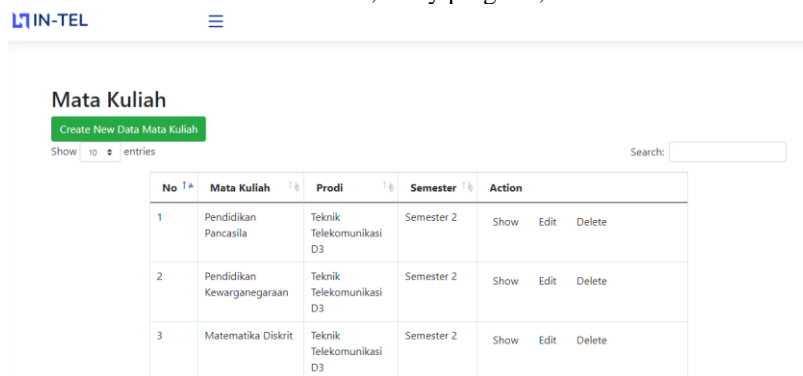 IN-TEL
Mata Kuliah
Create New Data Mata Kuliah
Show 10 entries
Search:
No Mata Kuliah Prodi Semester Action
1 Pendidikan Pancasila Teknik Telekomunikasi D3 Semester 2 Show Edit Delete
2 Pendidikan Kewarganegaraan Teknik Telekomunikasi D3 Semester 2 Show Edit Delete
3 Matematika Diskrit Teknik Telekomunikasi D3 Semester 2 Show Edit Delete